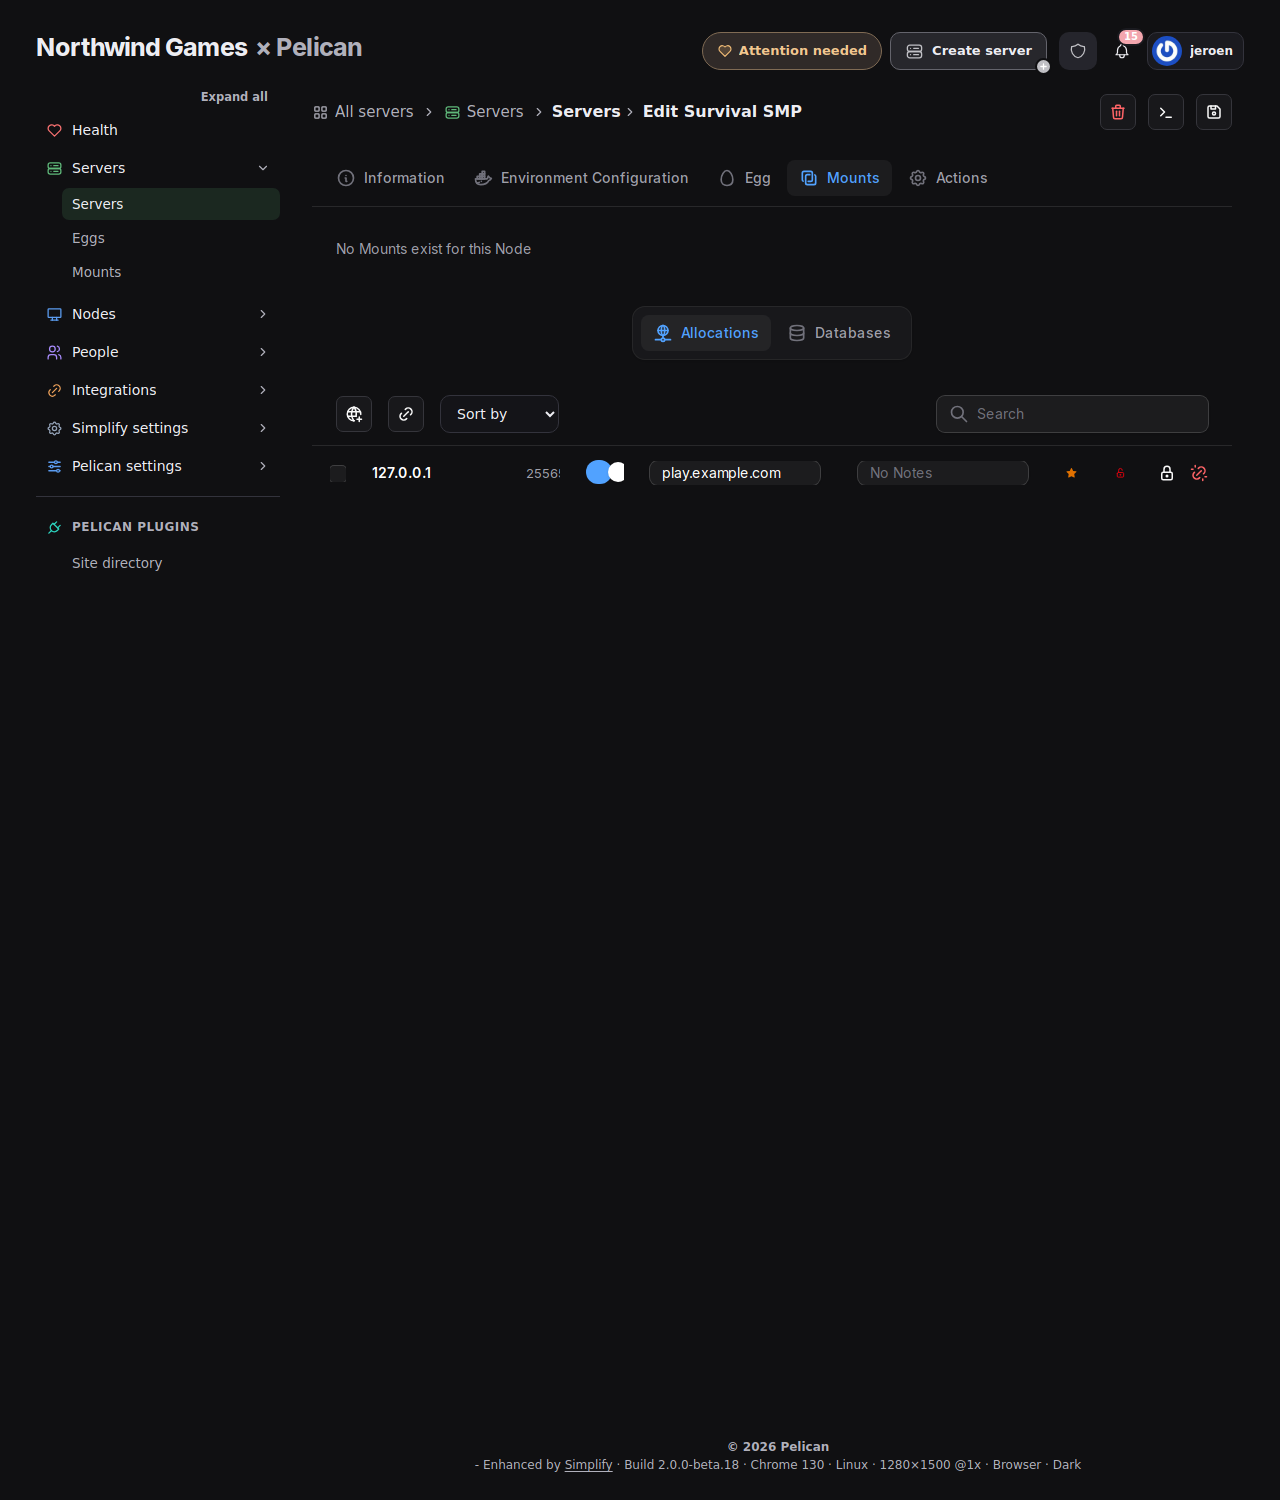 Northwind Games × Pelican
Attention needed
Create server
15
jeroen
Expand all
Health
Servers
Servers
Eggs
Mounts
Nodes
People
Integrations
Simplify settings
Pelican settings
PELICAN PLUGINS
Site directory
All servers > Servers > Servers > Edit Survival SMP
Information
Environment Configuration
Egg
Mounts
Actions
No Mounts exist for this Node
Allocations
Databases
Sort by
Search
127.0.0.1
play.example.com
No Notes
© 2026 Pelican
- Enhanced by Simplify · Build 2.0.0-beta.18 · Chrome 130 · Linux · 1280×1500 @1x · Browser · Dark